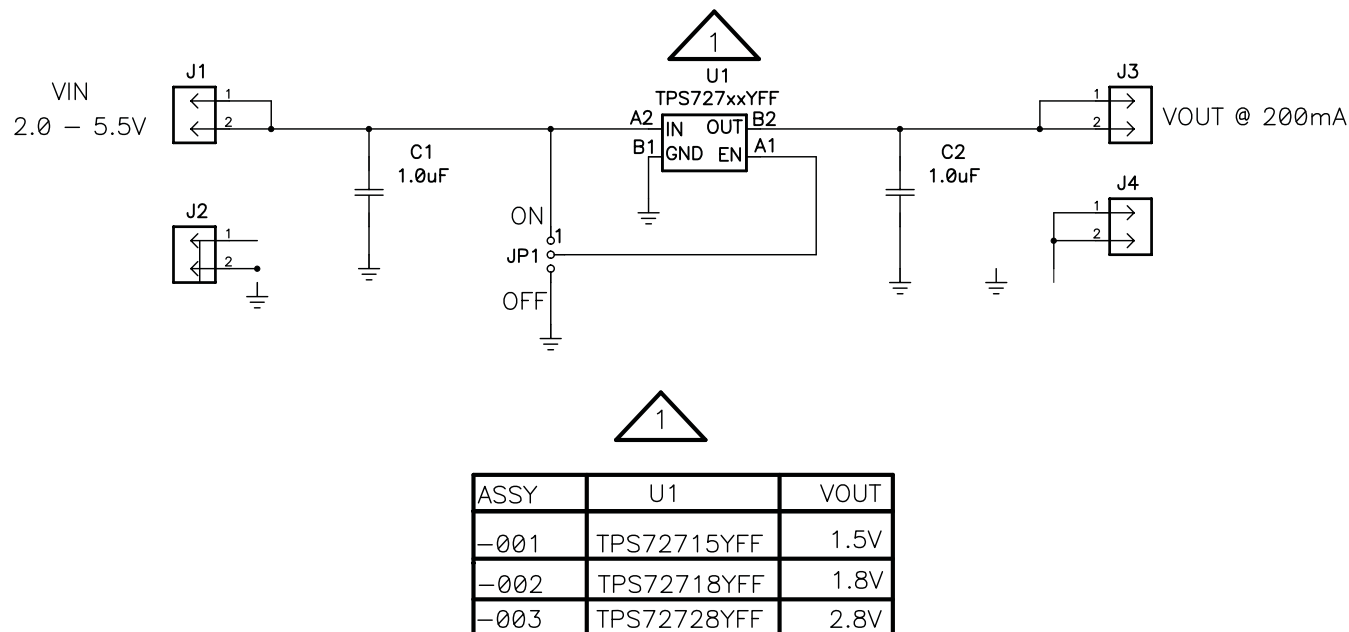 1
U1
TPS727xxYFF
J1
VIN
2.0 – 5.5V
1
2
A2
IN
OUT
B2
B1
GND
EN
A1
J3
1
2
VOUT @ 200mA
C1
1.0uF
C2
1.0uF
J2
1
2
ON
1
JP1
OFF
J4
1
2
1
ASSY U1 VOUT
–001 TPS72715YFF 1.5V
–002 TPS72718YFF 1.8V
–003 TPS72728YFF 2.8V